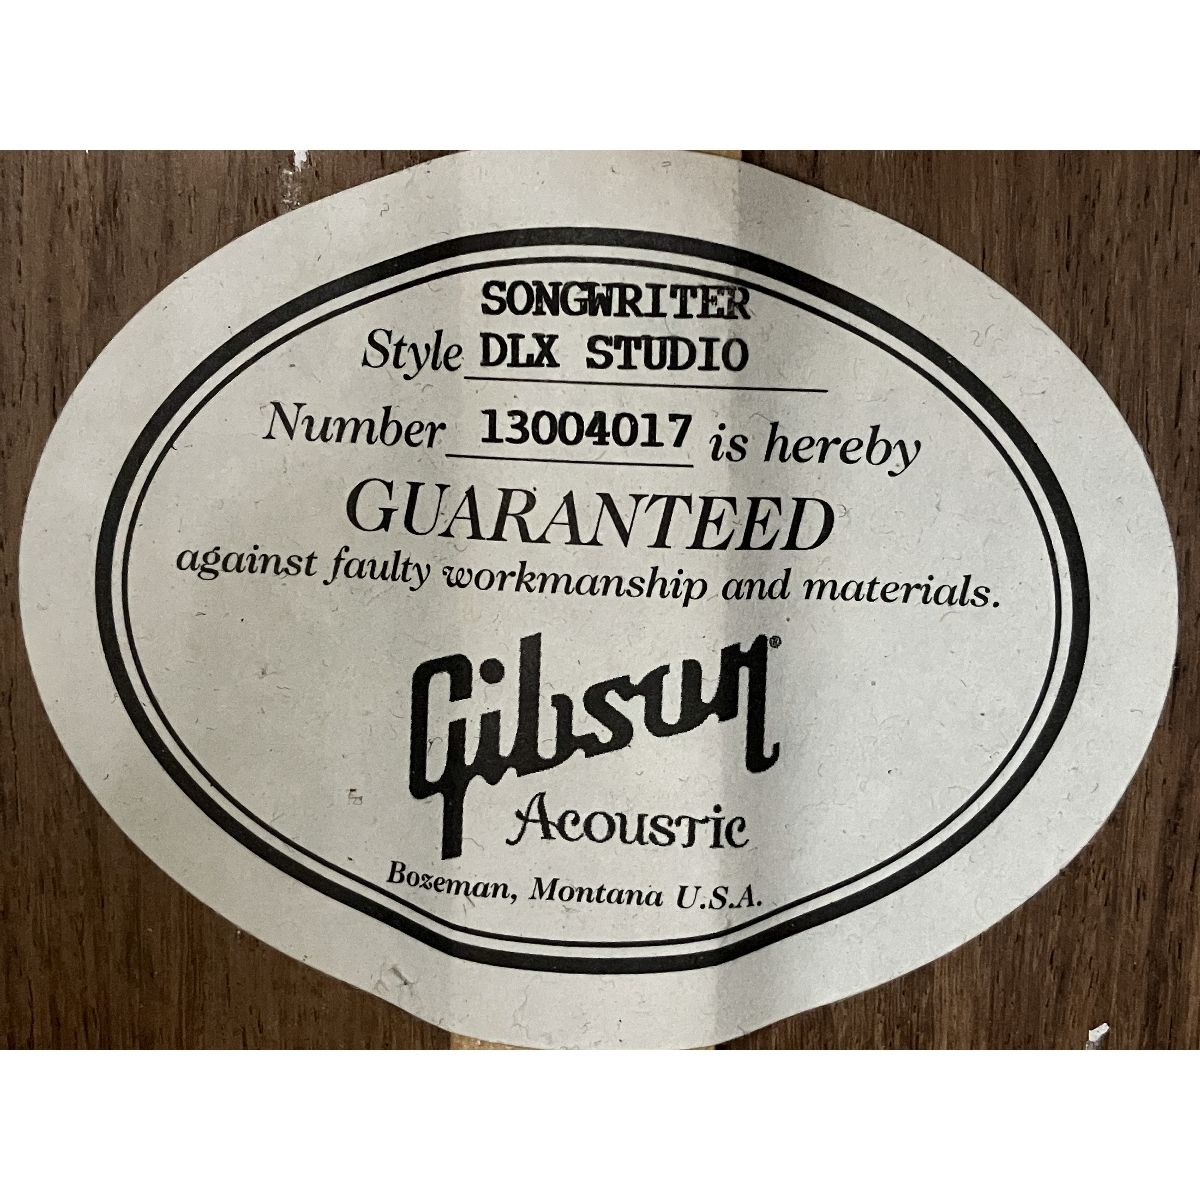 SONGWRITER
Style DLX STUDIO
Number 13004017 is hereby
GUARANTEED
against faulty workmanship and materials.
Gibson®
Acoustic
Bozeman, Montana U.S.A.